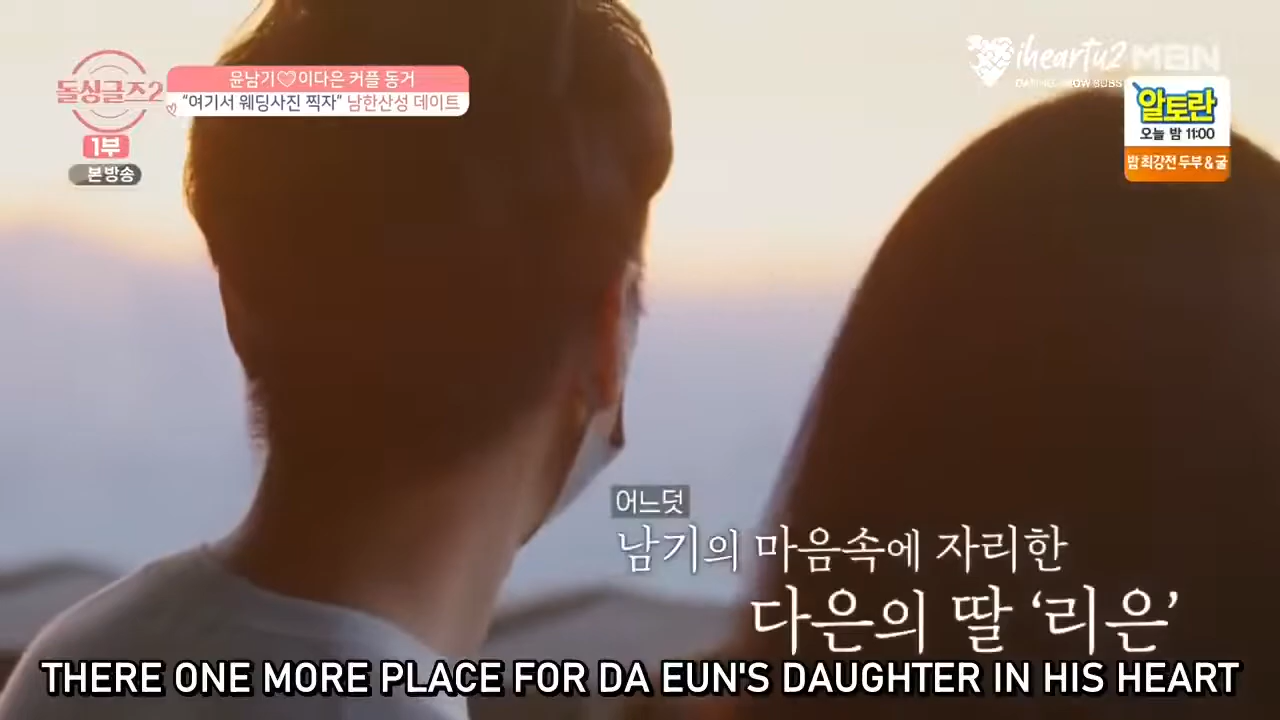 돌싱글즈2
1부
본방송
윤남기♡이다은 커플 동거
“여기서 웨딩사진 찍자” 남한산성 데이트
iheartu2 MBN
알토란
오늘 밤 11:00
밤 최강전 두부 & 굴
어느덧
남기의 마음속에 자리한
다은의 딸 ‘리은’
THERE ONE MORE PLACE FOR DA EUN'S DAUGHTER IN HIS HEART